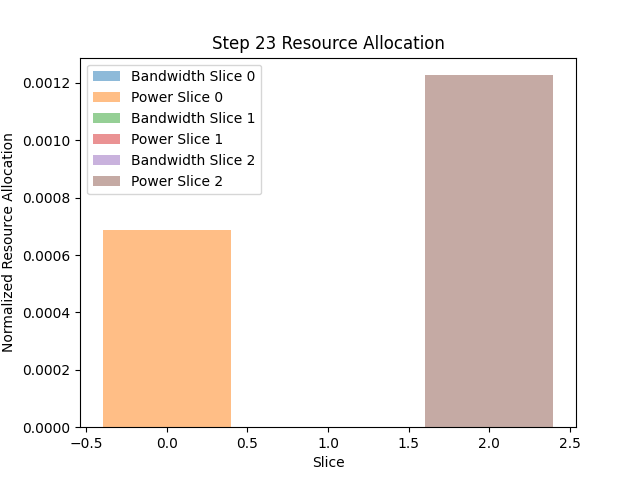 Step 23 Resource Allocation
Normalized Resource Allocation
0.0012
0.0010
0.0008
0.0006
0.0004
0.0002
0.0000
Bandwidth Slice 0
Power Slice 0
Bandwidth Slice 1
Power Slice 1
Bandwidth Slice 2
Power Slice 2
−0.5 0.0 0.5 1.0 1.5 2.0 2.5
Slice